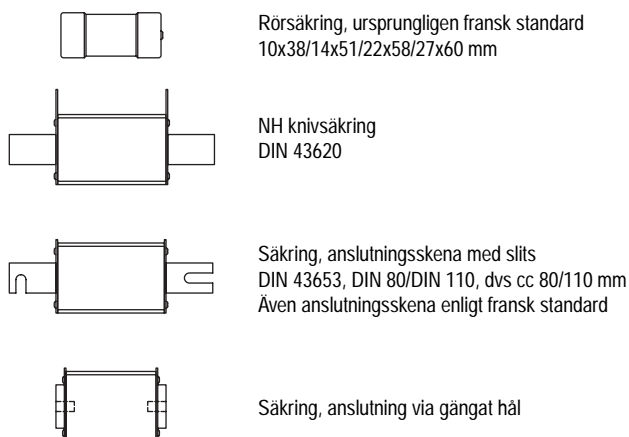 Rörsäkring, ursprungligen fransk standard
10x38/14x51/22x58/27x60 mm
NH knivsäkring
DIN 43620
Säkring, anslutningsskena med slits
DIN 43653, DIN 80/DIN 110, dvs cc 80/110 mm
Även anslutningsskena enligt fransk standard
Säkring, anslutning via gängat hål